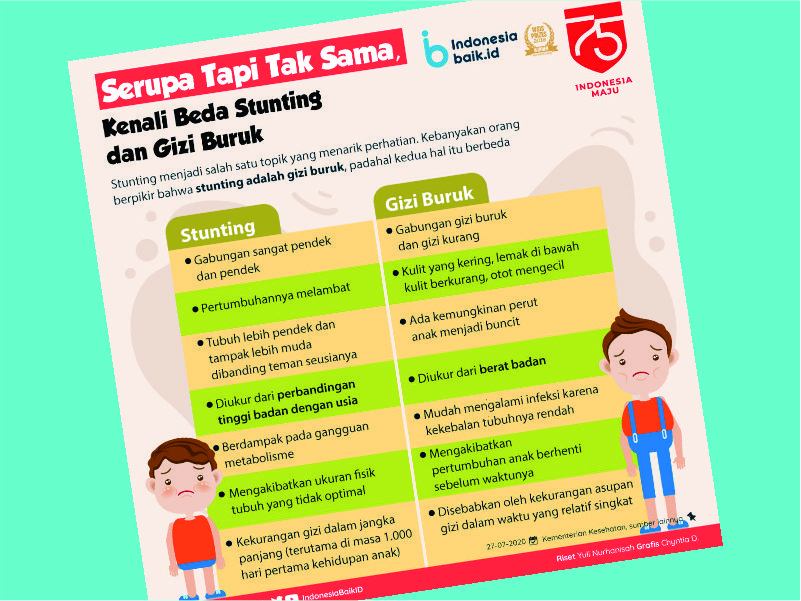 Serupa Tapi Tak Sama,
Kenali Beda Stunting
dan Gizi Buruk
Indonesia
baik.id
75
INDONESIA
MAJU
Stunting menjadi salah satu topik yang menarik perhatian. Kebanyakan orang
berpikir bahwa stunting adalah gizi buruk, padahal kedua hal itu berbeda
Stunting
• Gabungan sangat pendek
dan pendek
• Pertumbuhannya melambat
• Tubuh lebih pendek dan
tampak lebih muda
dibanding teman seusianya
• Diukur dari perbandingan
tinggi badan dengan usia
• Berdampak pada gangguan
metabolisme
• Mengakibatkan ukuran fisik
tubuh yang tidak optimal
• Kekurangan gizi dalam jangka
panjang (terutama di masa 1.000
hari pertama kehidupan anak)
Gizi Buruk
• Gabungan gizi buruk
dan gizi kurang
• Kulit yang kering, lemak di bawah
kulit berkurang, otot mengecil
• Ada kemungkinan perut
anak menjadi buncit
• Diukur dari berat badan
• Mudah mengalami infeksi karena
kekebalan tubuhnya rendah
• Mengakibatkan
pertumbuhan anak berhenti
sebelum waktunya
• Disebabkan oleh kekurangan asupan
gizi dalam waktu yang relatif singkat
27-07-2020 Kementerian Kesehatan, sumber lainnya
Riset Yuli Nurhanisah Grafis Chyntia D.
IndonesiaBaikID